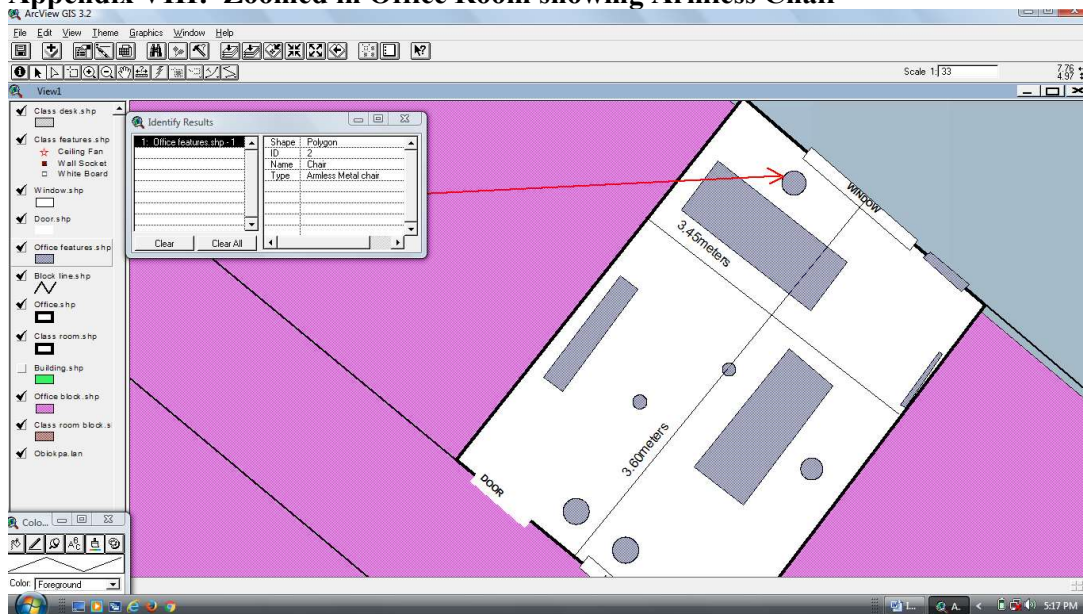 Appendix VIII: Zoomed in Office Room showing Armless Chair
ArcView GIS 3.2
File Edit View Theme Graphics Window Help
Scale 1: 33
7.76
4.97
View1
Class desk.shp
Class features.shp
Ceiling Fan
Wall Socket
White Board
Window.shp
Door.shp
Office features.shp
Block line.shp
Office.shp
Class room.shp
Building.shp
Office block.shp
Class room block.s
Obiokpa.lan
Identify Results
1: Office features.shp - 1
Shape Polygon
ID 2
Name Chair
Type Armless Metal chair
Clear Clear All
WINDOW
3.45meters
3.60meters
DOOR
Colo...
Color: Foreground
L...
A.
5:17 PM